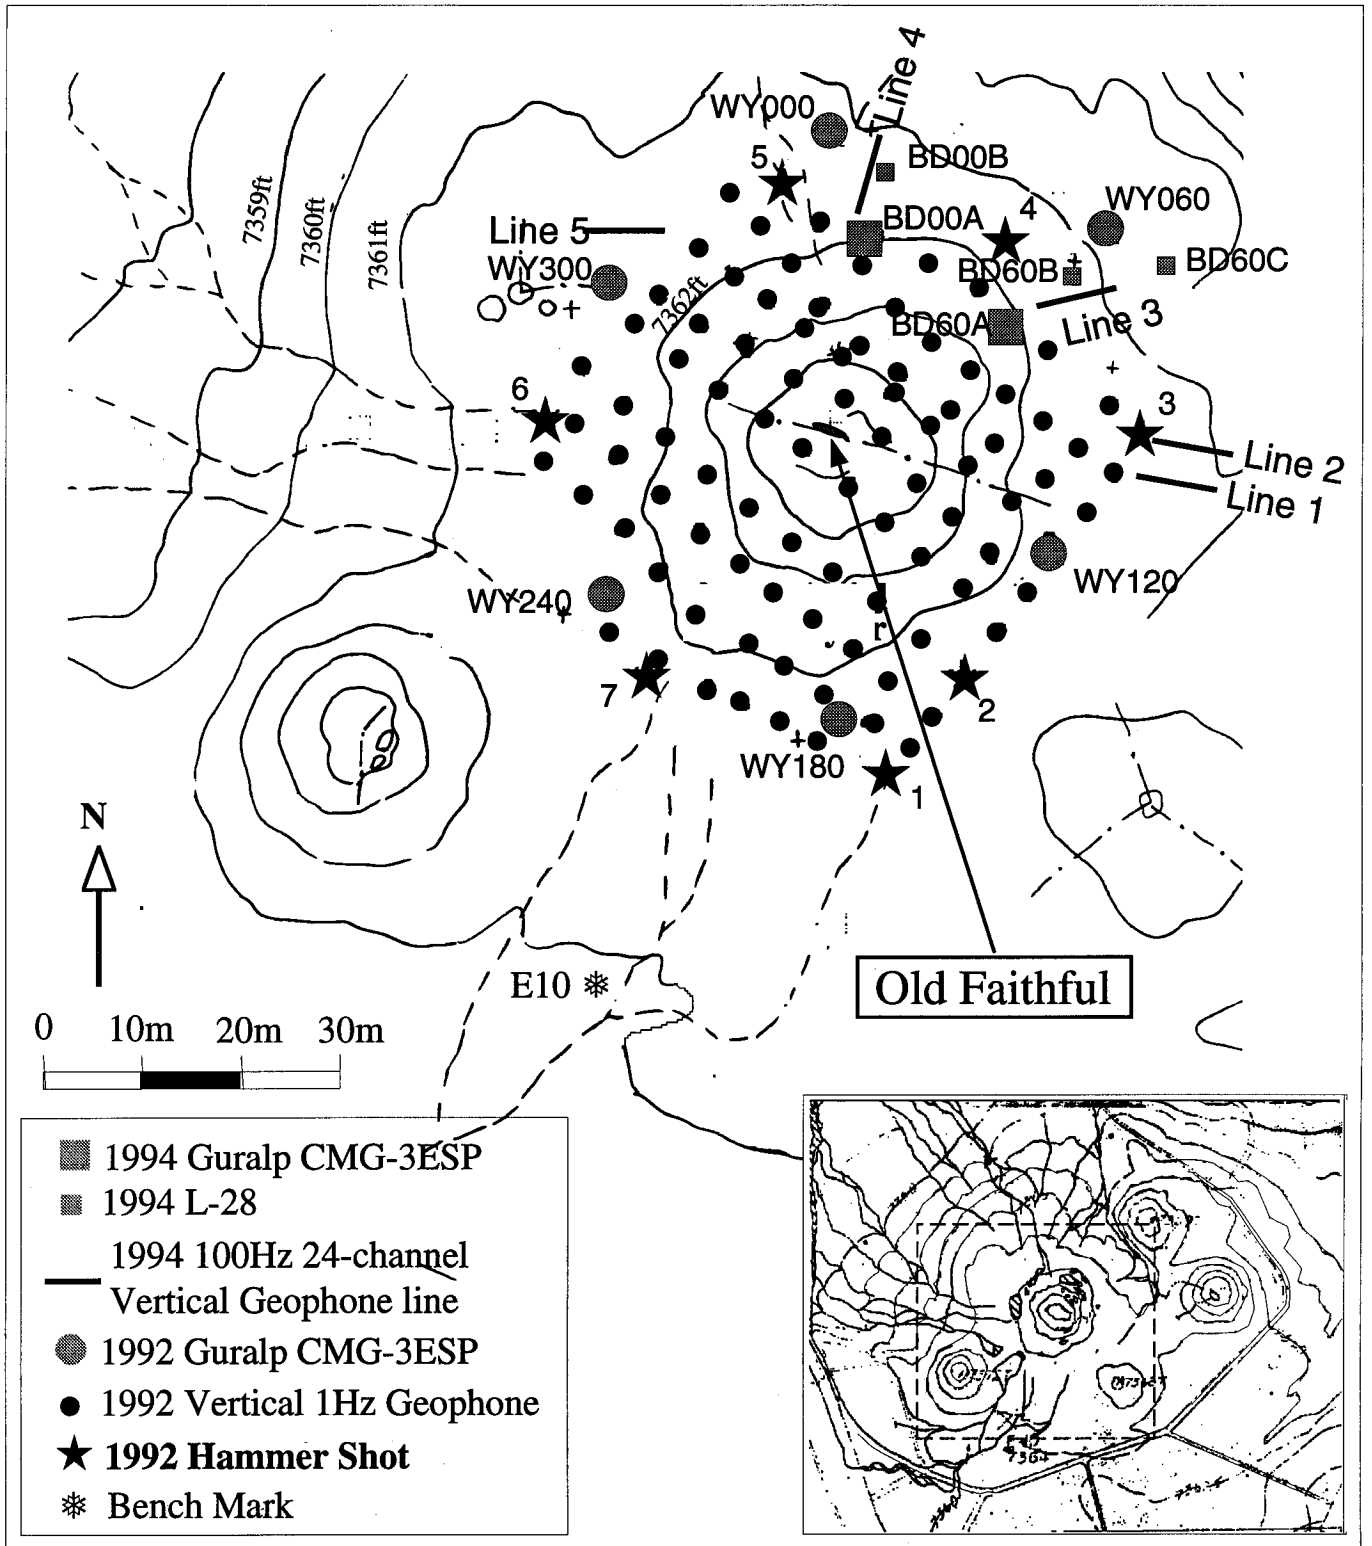 Line 4
WY000
5
BD00B
7359ft
7360ft
7361ft
Line 5
BD00A
4
WY060
WY300
BD60B
BD60C
7362ft
BD60A
Line 3
6
3
Line 2
Line 1
WY120
WY240
r
7
2
WY180
1
N
Old Faithful
E10
0 10m 20m 30m
1994 Guralp CMG-3ESP
1994 L-28
1994 100Hz 24-channel
Vertical Geophone line
1992 Guralp CMG-3ESP
1992 Vertical 1Hz Geophone
1992 Hammer Shot
Bench Mark
7364
7360